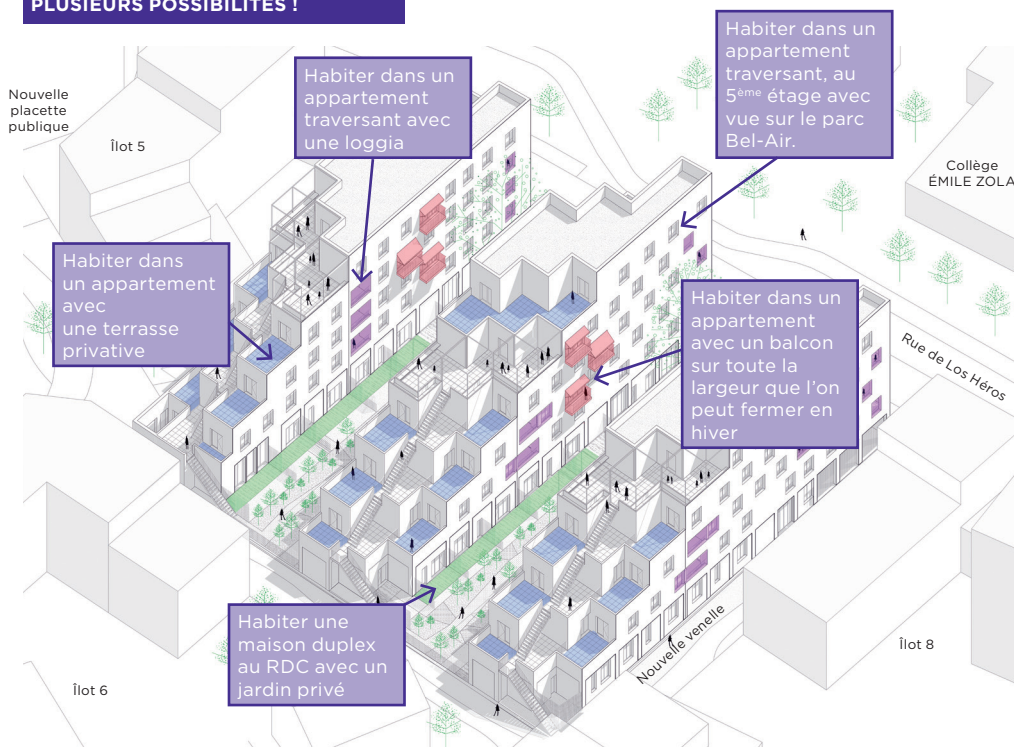 PLUSIEURS POSSIBILITÉS !
Nouvelle
placette
publique
Îlot 5
Habiter dans un
appartement
traversant avec
une loggia
Habiter dans un
appartement
traversant, au
5ème étage avec
vue sur le parc
Bel-Air.
Collège
ÉMILE ZOLA
Habiter dans
un appartement
avec
une terrasse
privative
Habiter dans un
appartement
avec un balcon
sur toute la
largeur que l'on
peut fermer en
hiver
Rue de Los Héros
Habiter une
maison duplex
au RDC avec un
jardin privé
Nouvelle venelle
Îlot 6
Îlot 8